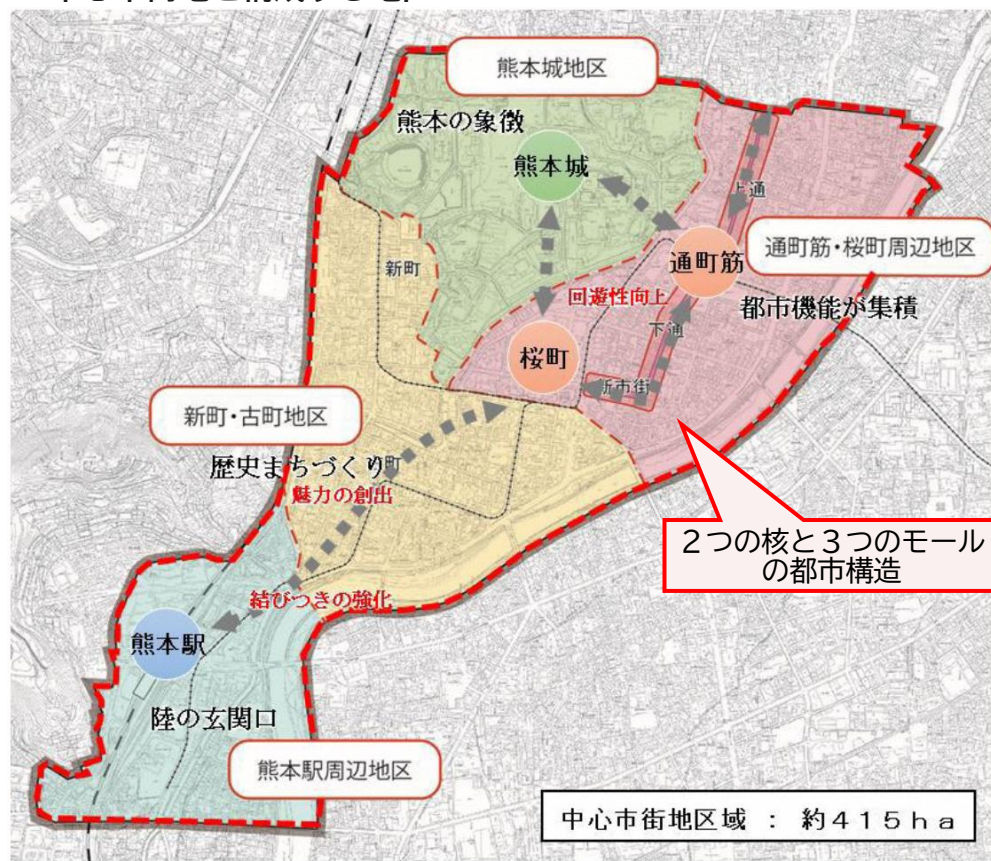 熊本城地区
熊本の象徴
熊本城
上通
新町
通町筋・桜町周辺地区
通町筋
回遊性向上
都市機能が集積
下通
桜町
新市街
新町・古町地区
歴史まちづくり
町
魅力の創出
2つの核と3つのモール
の都市構造
結びつきの強化
熊本駅
陸の玄関口
熊本駅周辺地区
中心市街地区域 : 約415ha